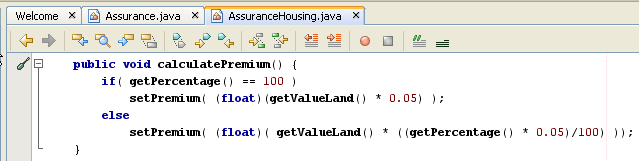 Welcome Assurance.java AssuranceHousing.java
public void calculatePremium() {
if( getPercentage() == 100 )
setPremium( (float)(getValueLand() * 0.05) );
else
setPremium( (float)( getValueLand() * ((getPercentage() * 0.05)/100) ));
}